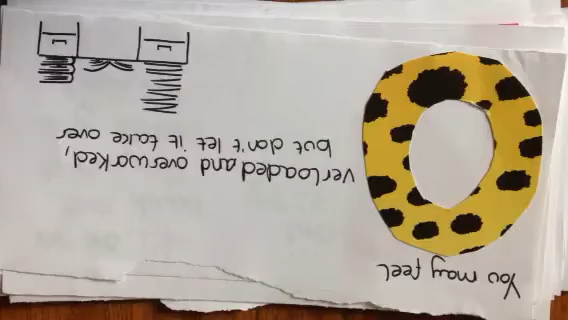 You may feel
Overloaded and overworked,
but don't let it take over